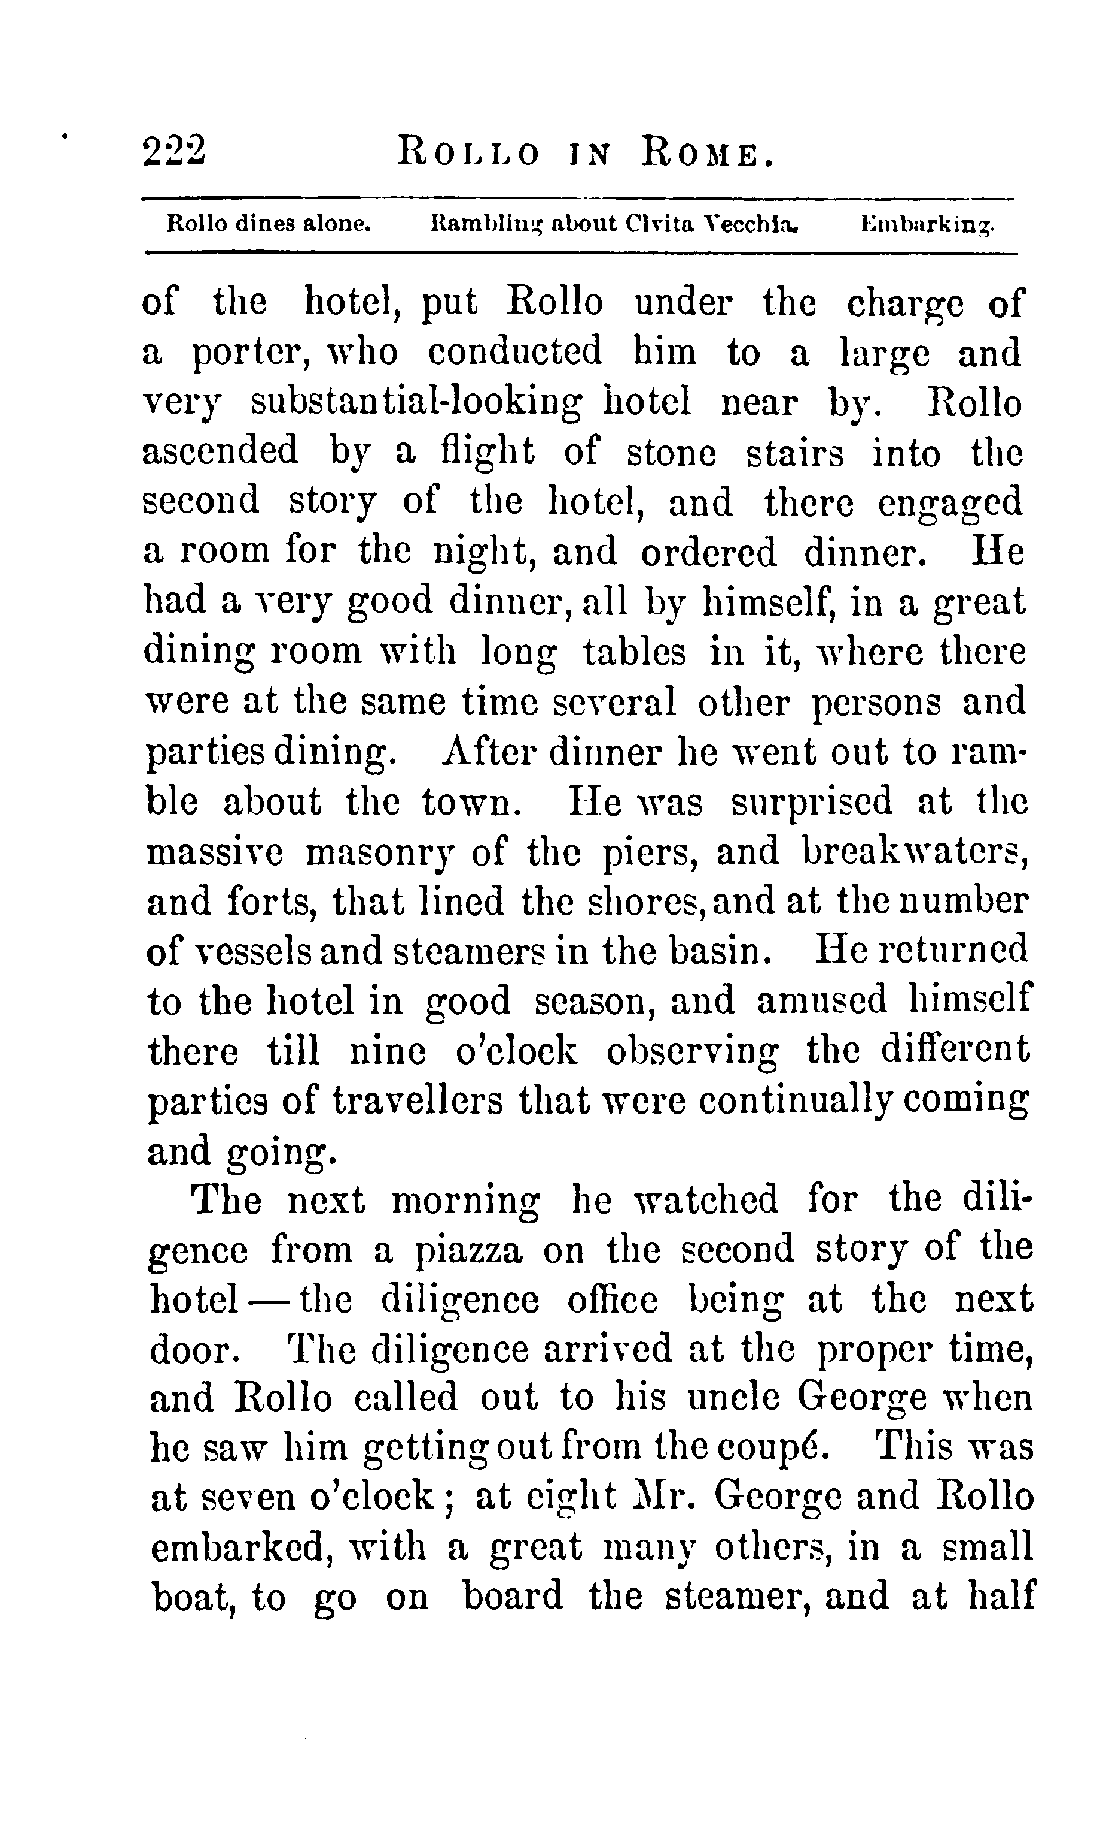 222 ROLLO IN ROME.
Rollo dines alone. Rambling about Civita Vecchia. Embarking.
of the hotel, put Rollo under the charge of
a porter, who conducted him to a large and
very substantial-looking hotel near by. Rollo
ascended by a flight of stone stairs into the
second story of the hotel, and there engaged
a room for the night, and ordered dinner. He
had a very good dinner, all by himself, in a great
dining room with long tables in it, where there
were at the same time several other persons and
parties dining. After dinner he went out to ram-
ble about the town. He was surprised at the
massive masonry of the piers, and breakwaters,
and forts, that lined the shores, and at the number
of vessels and steamers in the basin. He returned
to the hotel in good season, and amused himself
there till nine o'clock observing the different
parties of travellers that were continually coming
and going.
The next morning he watched for the dili-
gence from a piazza on the second story of the
hotel — the diligence office being at the next
door. The diligence arrived at the proper time,
and Rollo called out to his uncle George when
he saw him getting out from the coupé. This was
at seven o'clock; at eight Mr. George and Rollo
embarked, with a great many others, in a small
boat, to go on board the steamer, and at half